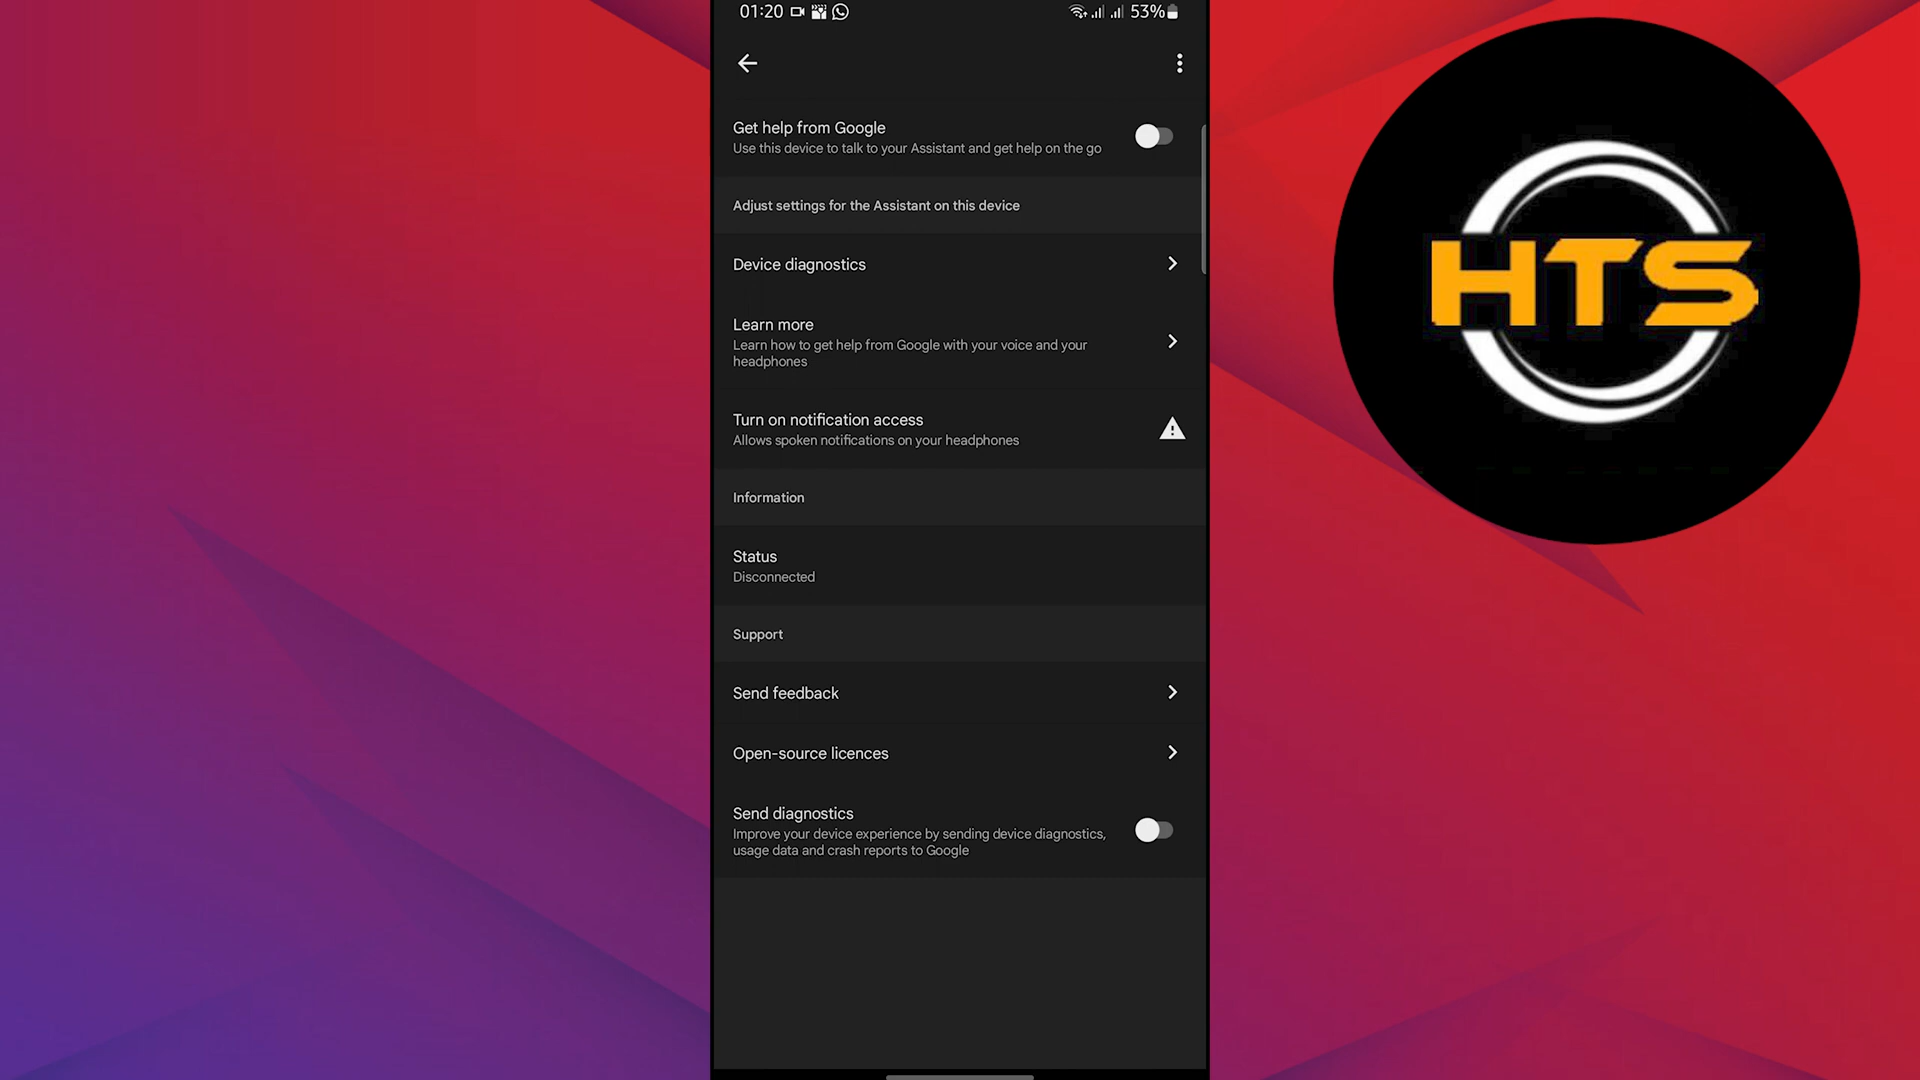 01:20
53%
Get help from Google
Use this device to talk to your Assistant and get help on the go
Adjust settings for the Assistant on this device
Device diagnostics
Learn more
Learn how to get help from Google with your voice and your
headphones
Turn on notification access
Allows spoken notifications on your headphones
Information
Status
Disconnected
Support
Send feedback
Open-source licences
Send diagnostics
Improve your device experience by sending device diagnostics,
usage data and crash reports to Google
HTS